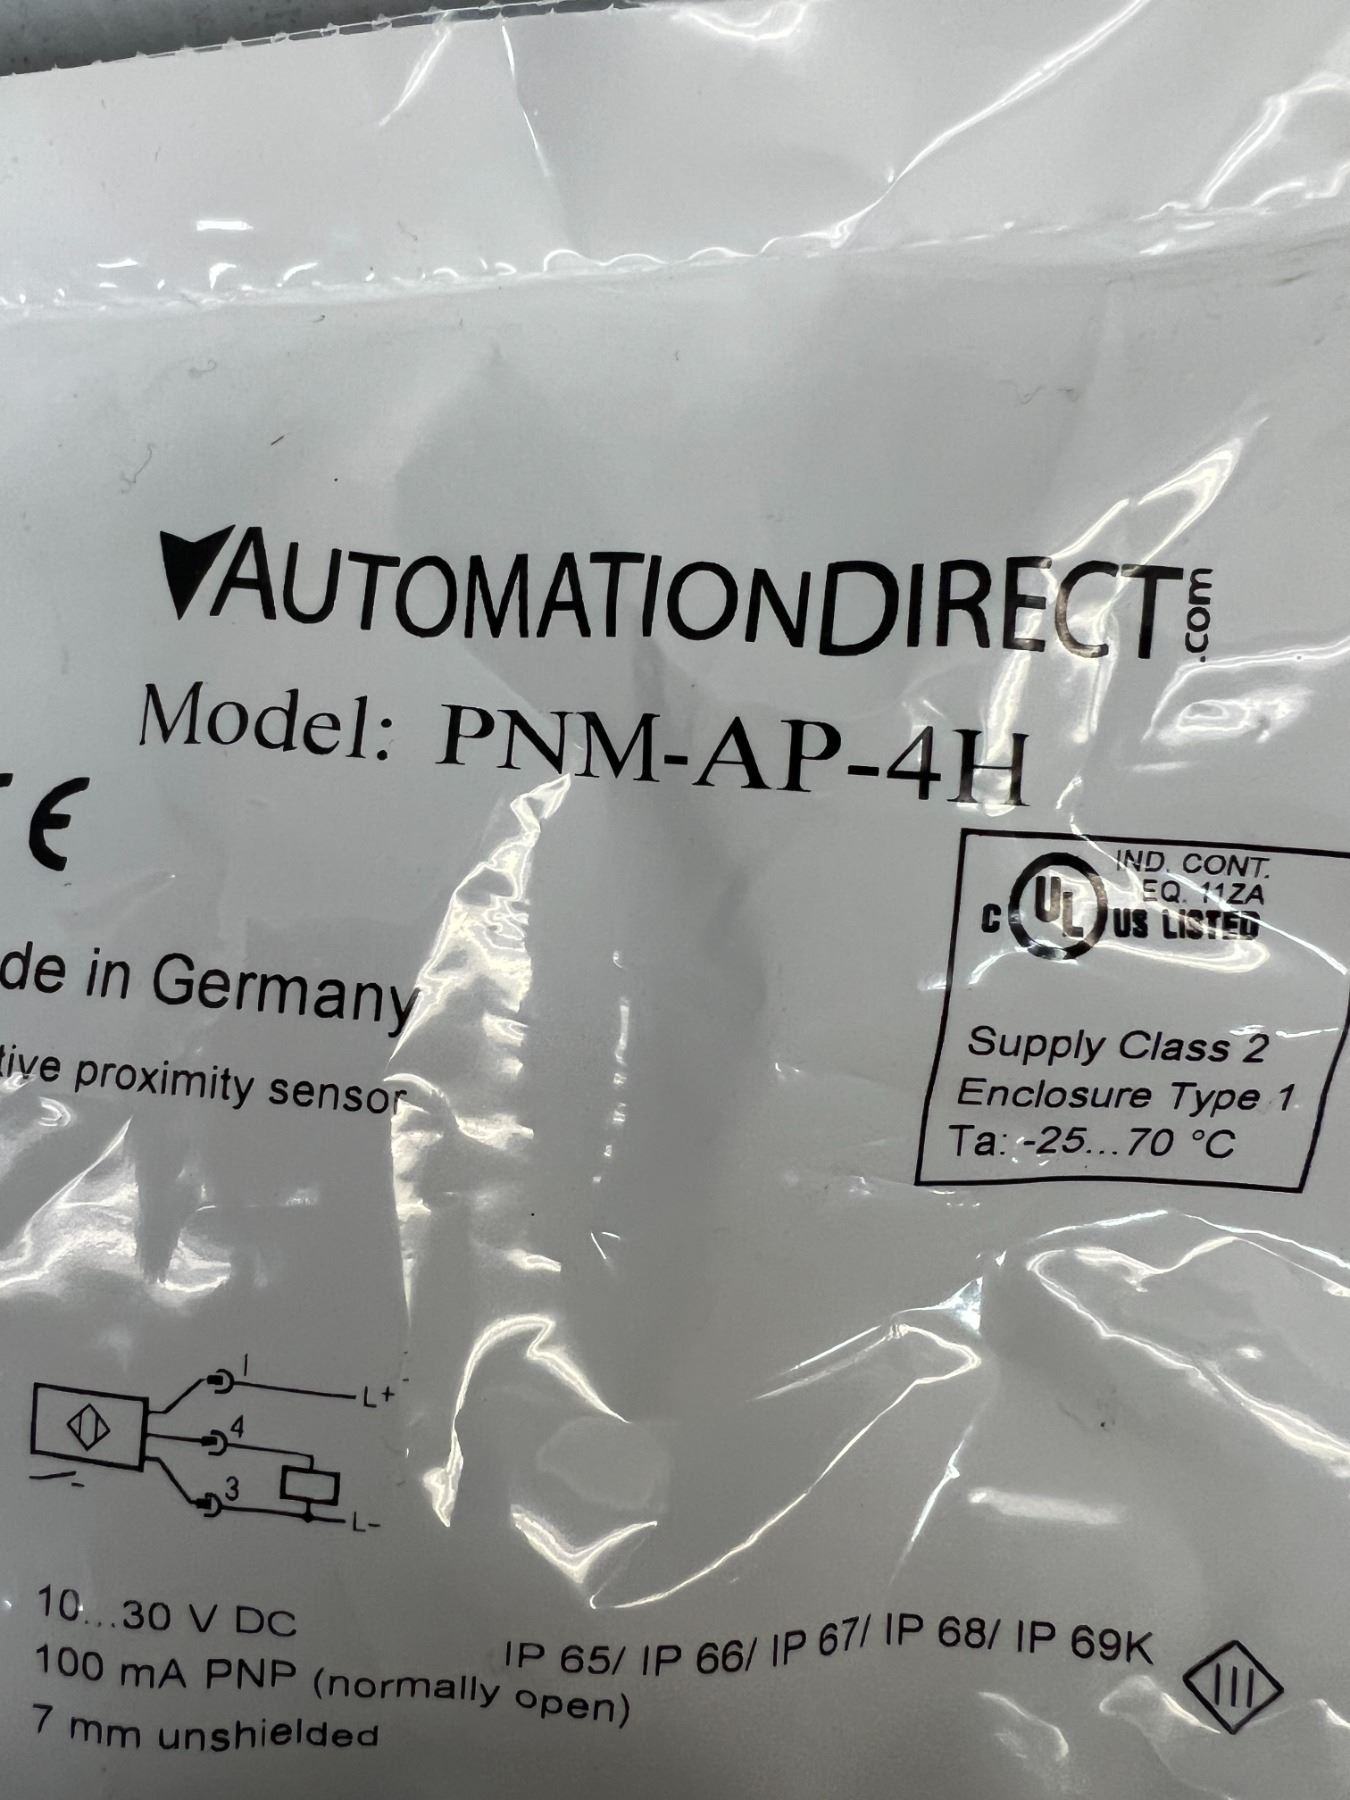 AUTOMATIONDIRECT.com
Model: PNM-AP-4H
CE
IND. CONT.
EQ. 11ZA
C UL US LISTED
de in Germany
tive proximity sensor
Supply Class 2
Enclosure Type 1
Ta: -25...70 °C
1
L+
4
3
L-
10...30 V DC
100 mA PNP (normally open)
7 mm unshielded
IP 65/ IP 66/ IP 67/ IP 68/ IP 69K
III